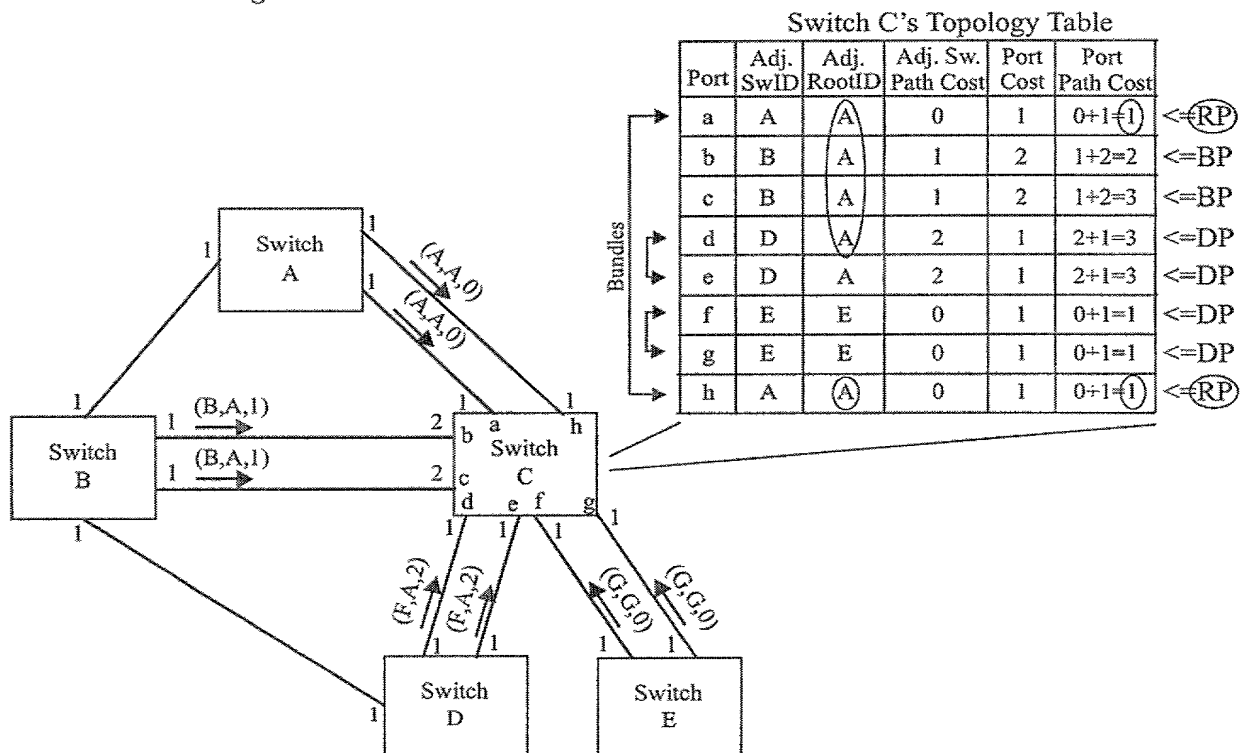 Switch C's Topology Table
Port Adj. SwID Adj. RootID Adj. Sw. Path Cost Port Cost Port Path Cost
a A A 0 1 0+1=1 <=RP
b B A 1 2 1+2=2 <=BP
c B A 1 2 1+2=3 <=BP
d D A 2 1 2+1=3 <=DP
e D A 2 1 2+1=3 <=DP
f E E 0 1 0+1=1 <=DP
g E E 0 1 0+1=1 <=DP
h A A 0 1 0+1=1 <=RP
Bundles
1 Switch A 1
1
(A,A,0)
(A,A,0)
1
1 (B,A,1) 2 b
1 1
a h
Switch B
Switch C
1 (B,A,1) 2 c
d e f g
1
1 1 1 1
(F,A,2) (F,A,2) (G,G,0) (G,G,0)
1 1 1 1
1 Switch D
Switch E